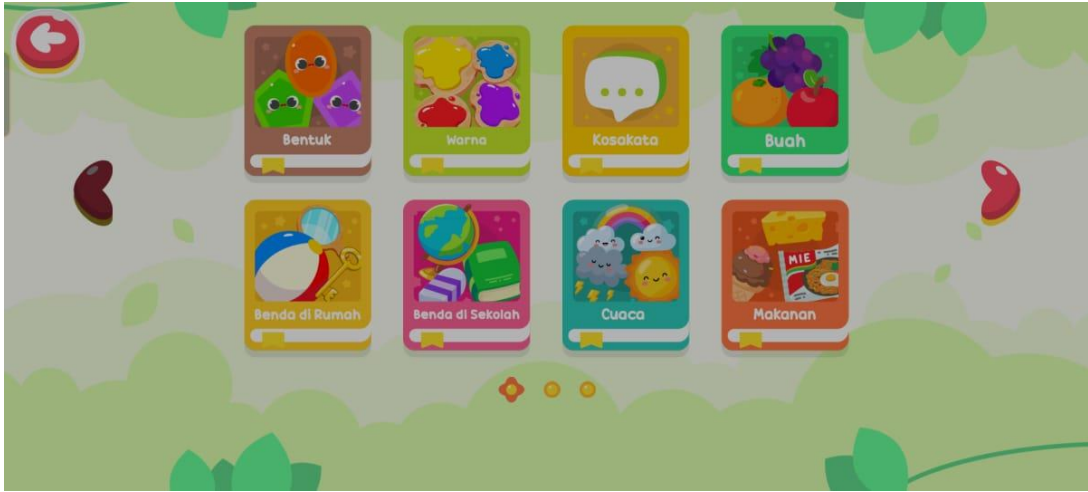 Bentuk
Warna
Kosakata
Buah
MIE
Benda di Rumah
Benda di Sekolah
Cuaca
Makanan